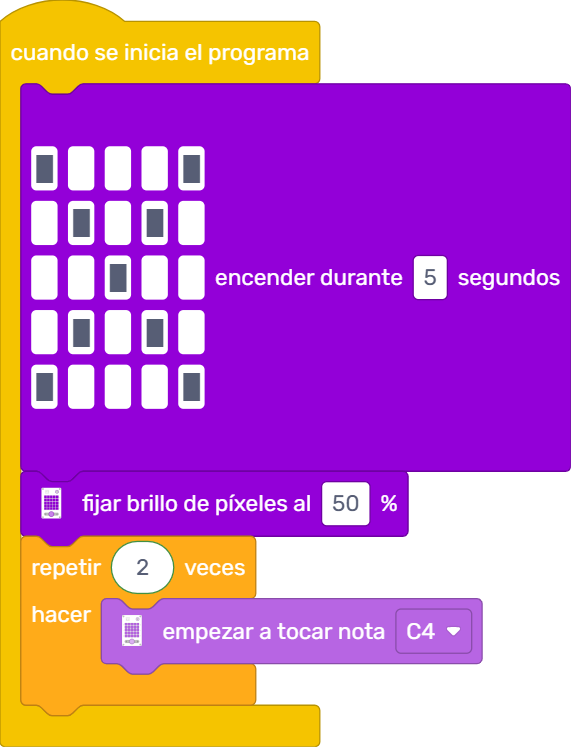 cuando se inicia el programa
encender durante 5 segundos
fijar brillo de píxeles al 50 %
repetir 2 veces
hacer
empezar a tocar nota C4